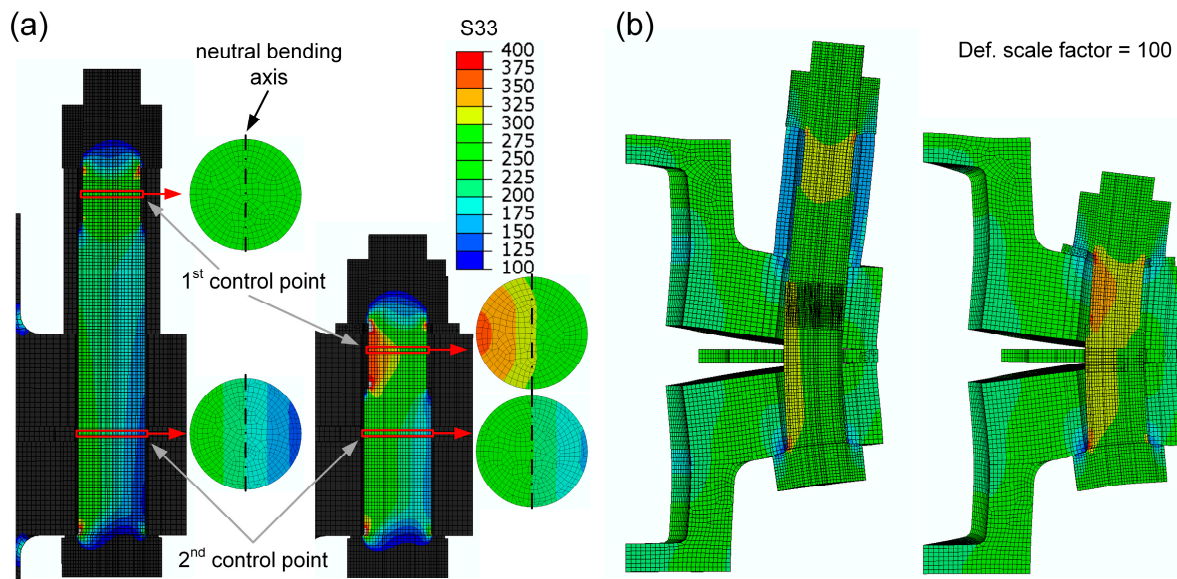 (a)
neutral bending
axis
S33
400
375
350
325
300
275
250
225
200
175
150
125
100
1st control point
2nd control point
(b)
Def. scale factor = 100